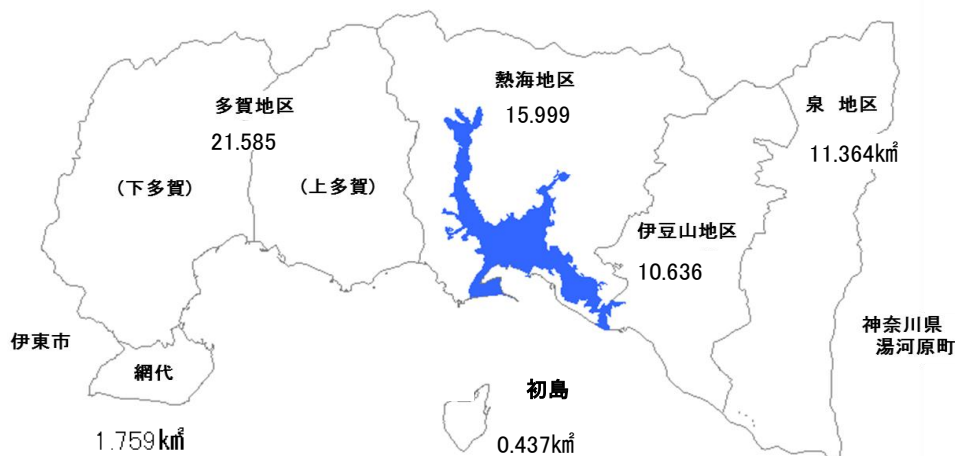 熱海地区
15.999
多賀地区
21.585
泉 地区
11.364k㎡
(下多賀)
(上多賀)
伊豆山地区
10.636
伊東市
神奈川県
湯河原町
網代
初島
1.759k㎡
0.437k㎡